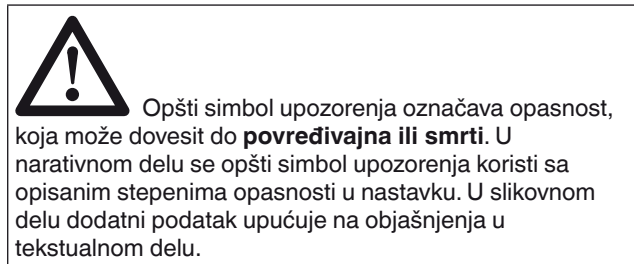 Opšti simbol upozorenja označava opasnost,
koja može dovesit do povređivajna ili smrti. U
narativnom delu se opšti simbol upozorenja koristi sa
opisanim stepenima opasnosti u nastavku. U slikovnom
delu dodatni podatak upućuje na objašnjenja u
tekstualnom delu.